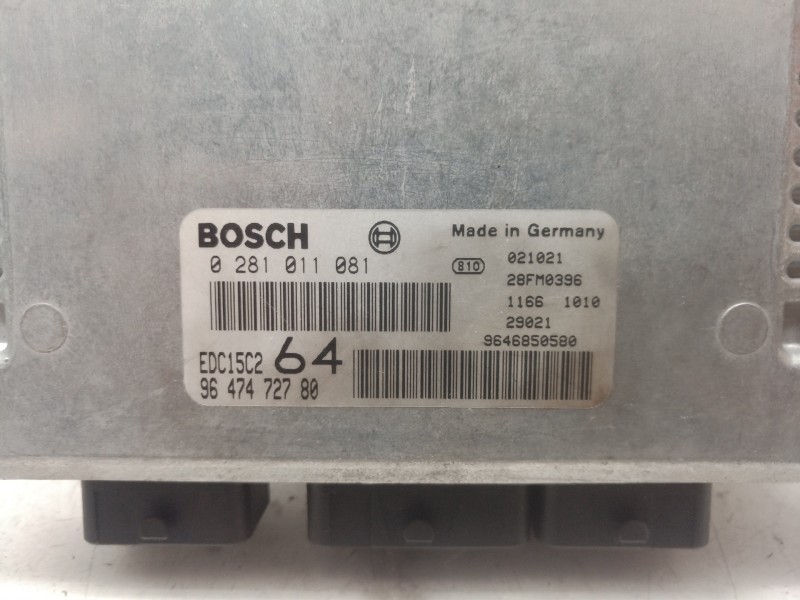 BOSCH
Made in Germany
0 281 011 081
810
021021
28FM0396
1166 1010
29021
9646850580
EDC15C2 64
96 474 727 80